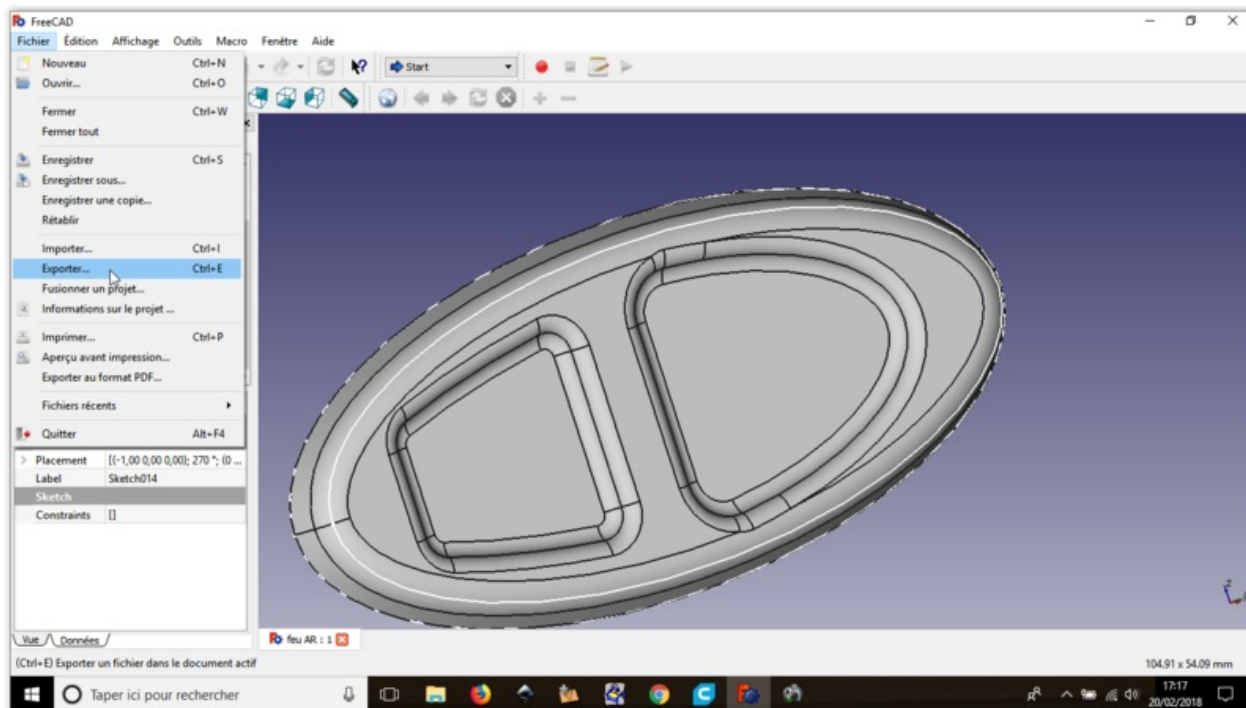 FreeCAD
Fichier Édition Affichage Outils Macro Fenêtre Aide
Nouveau Ctrl+N
Start
Ouvrir... Ctrl+O
Fermer Ctrl+W
Fermer tout
Enregistrer Ctrl+S
Enregistrer sous...
Enregistrer une copie...
Rétablir
Importer... Ctrl+I
Exporter... Ctrl+E
Fusionner un projet...
Informations sur le projet ...
Imprimer... Ctrl+P
Aperçu avant impression...
Exporter au format PDF...
Fichiers récents
Quitter Alt+F4
Placement [(-1,00 0,00 0,00); 270 °; (0 ...
Label Sketch014
Sketch
Constraints []
Vue Données
feu AR : 1
(Ctrl+E) Exporter un fichier dans le document actif
104.91 x 54.09 mm
Taper ici pour rechercher
17:17
20/02/2018